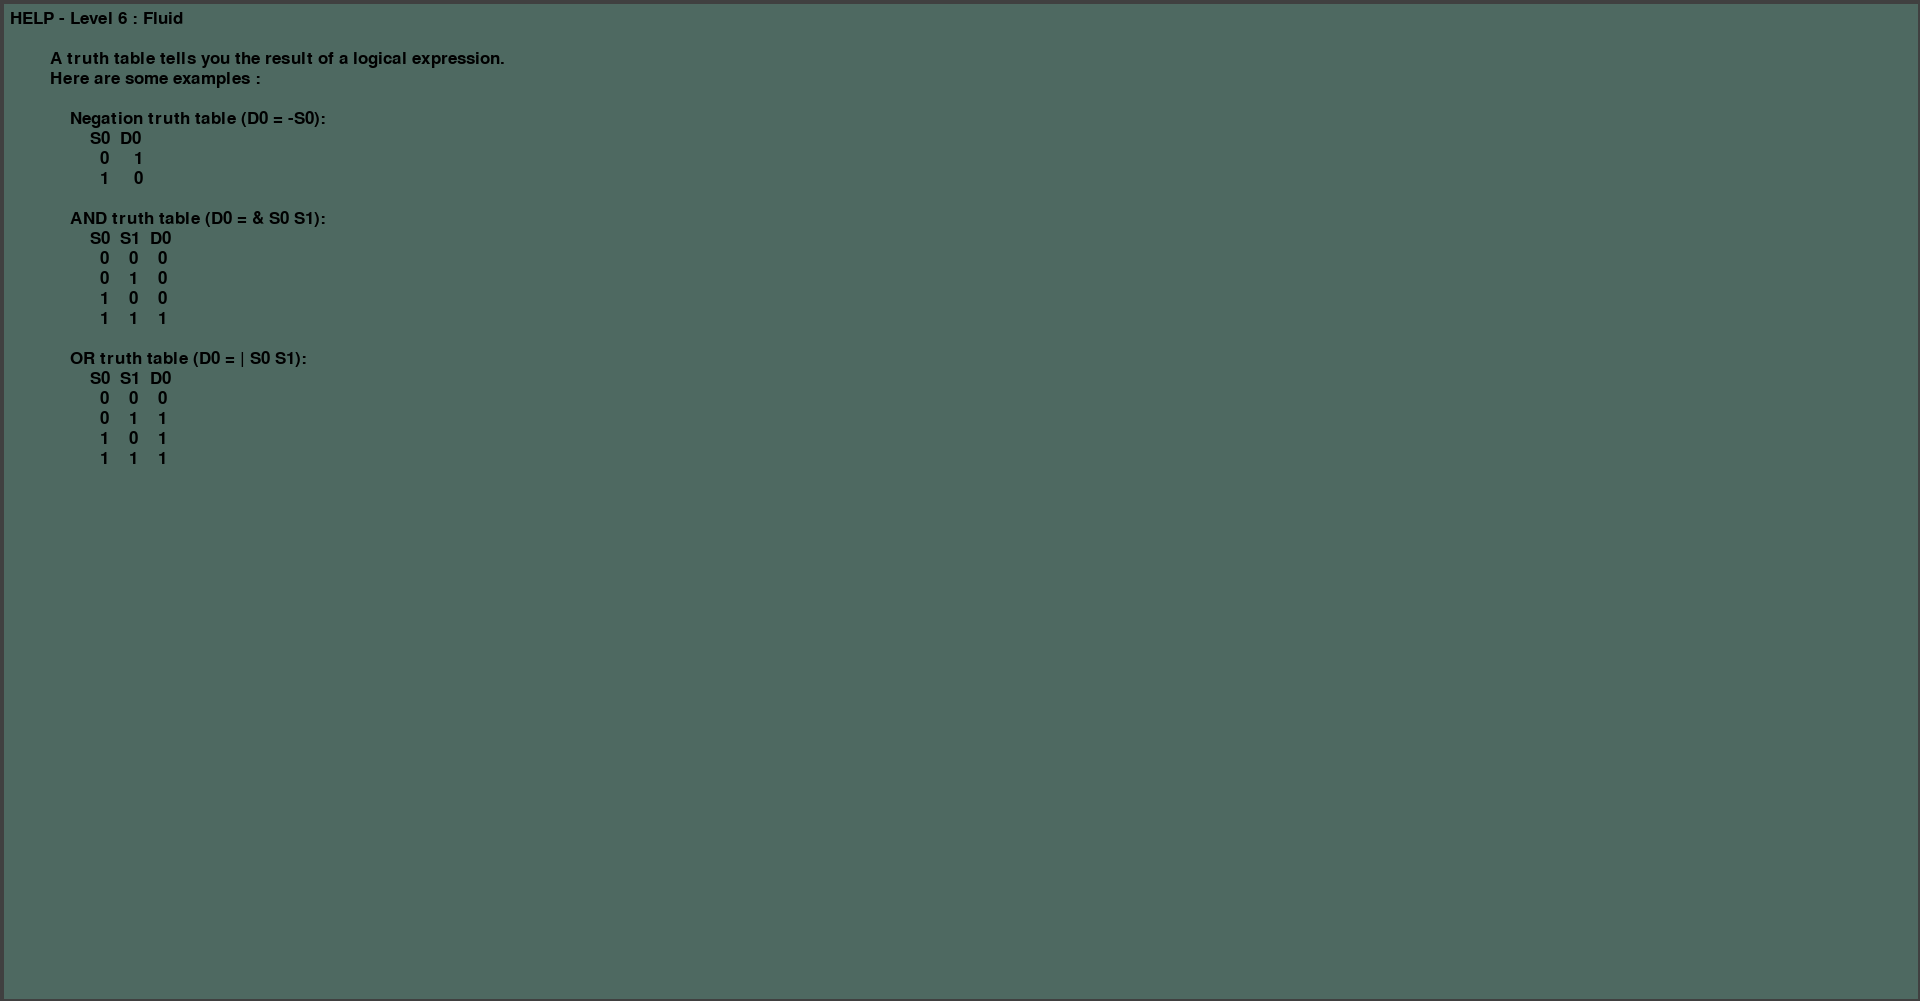 HELP - Level 6 : Fluid
A truth table tells you the result of a logical expression.
Here are some examples :
Negation truth table (D0 = -S0):
S0 D0
0 1
1 0
AND truth table (D0 = & S0 S1):
S0 S1 D0
0 0 0
0 1 0
1 0 0
1 1 1
OR truth table (D0 = | S0 S1):
S0 S1 D0
0 0 0
0 1 1
1 0 1
1 1 1